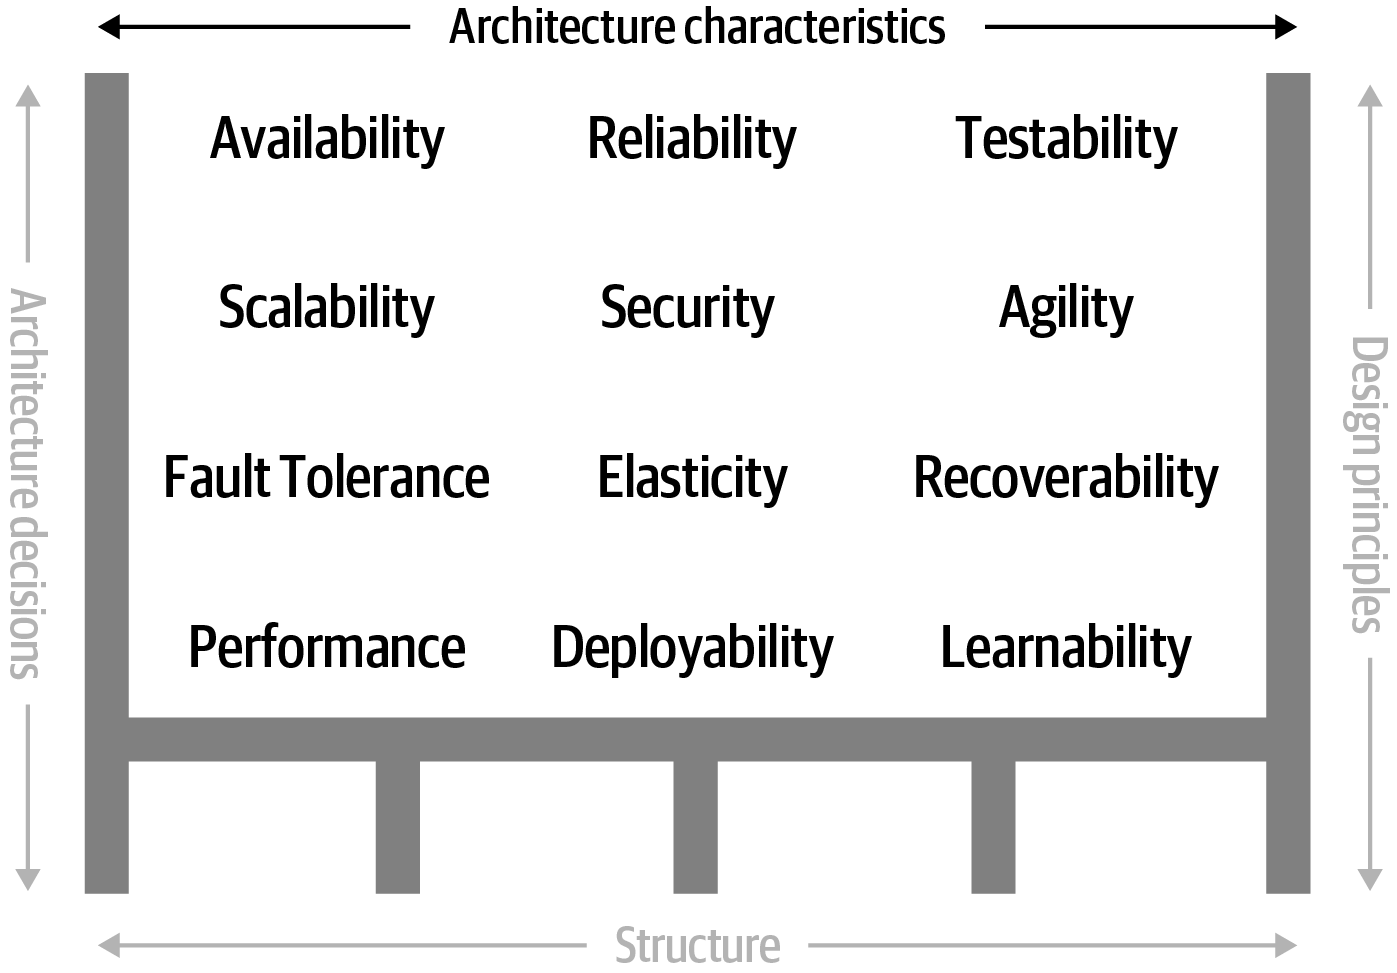 Architecture characteristics
Availability Reliability Testability
Scalability Security Agility
Fault Tolerance Elasticity Recoverability
Performance Deployability Learnability
Architecture decisions
Design principles
Structure